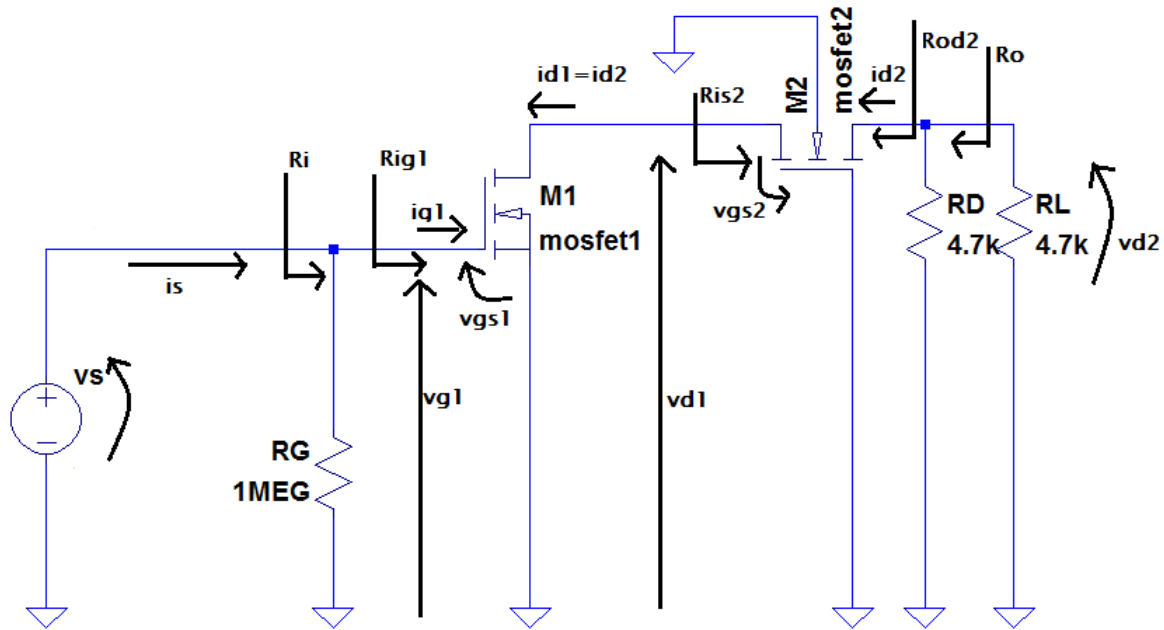 mosfet2
Rod2
Ro
id1=id2
Ris2
M2
id2
Ri
Rig1
ig1
M1
mosfet1
vgs2
RD
4.7k
RL
4.7k
vd2
is
vgs1
vs
vg1
vd1
RG
1MEG